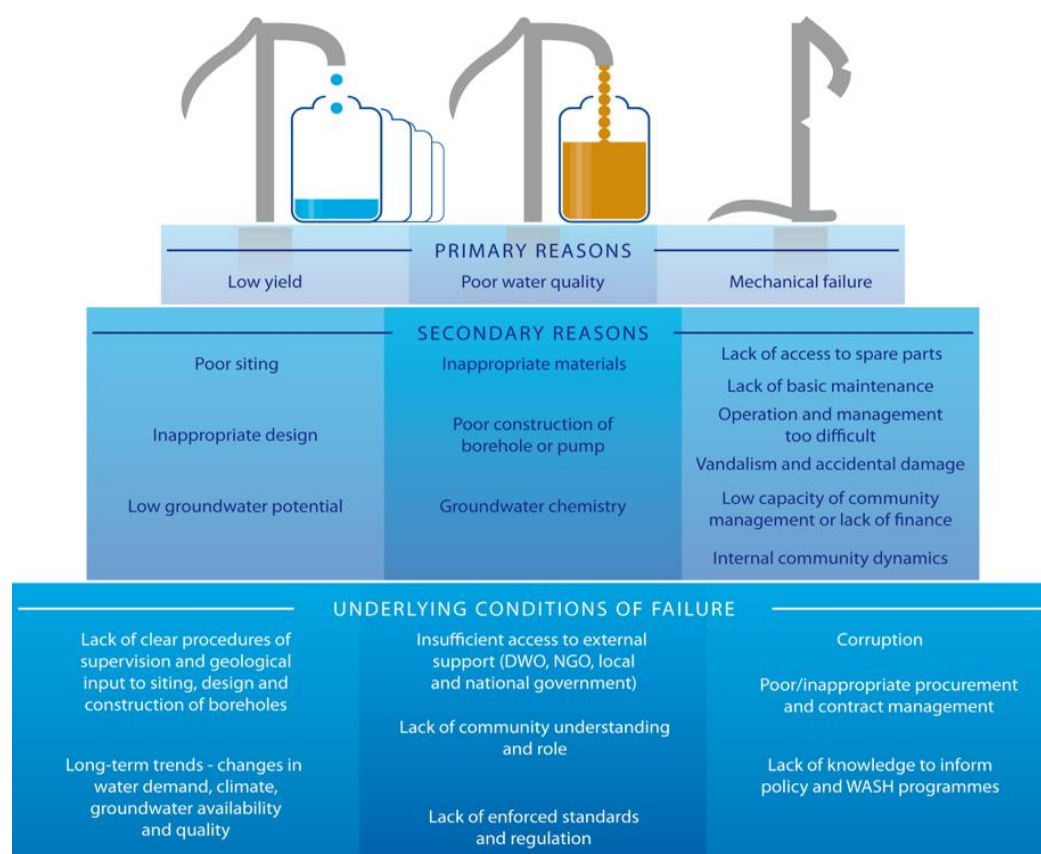 PRIMARY REASONS
Low yield
Poor water quality
Mechanical failure
SECONDARY REASONS
Poor siting
Inappropriate design
Low groundwater potential
Inappropriate materials
Poor construction of
borehole or pump
Groundwater chemistry
Lack of access to spare parts
Lack of basic maintenance
Operation and management
too difficult
Vandalism and accidental damage
Low capacity of community
management or lack of finance
Internal community dynamics
UNDERLYING CONDITIONS OF FAILURE
Lack of clear procedures of
supervision and geological
input to siting, design and
construction of boreholes
Long-term trends - changes in
water demand, climate,
groundwater availability
and quality
Insufficient access to external
support (DWO, NGO, local
and national government)
Lack of community understanding
and role
Lack of enforced standards
and regulation
Corruption
Poor/inappropriate procurement
and contract management
Lack of knowledge to inform
policy and WASH programmes